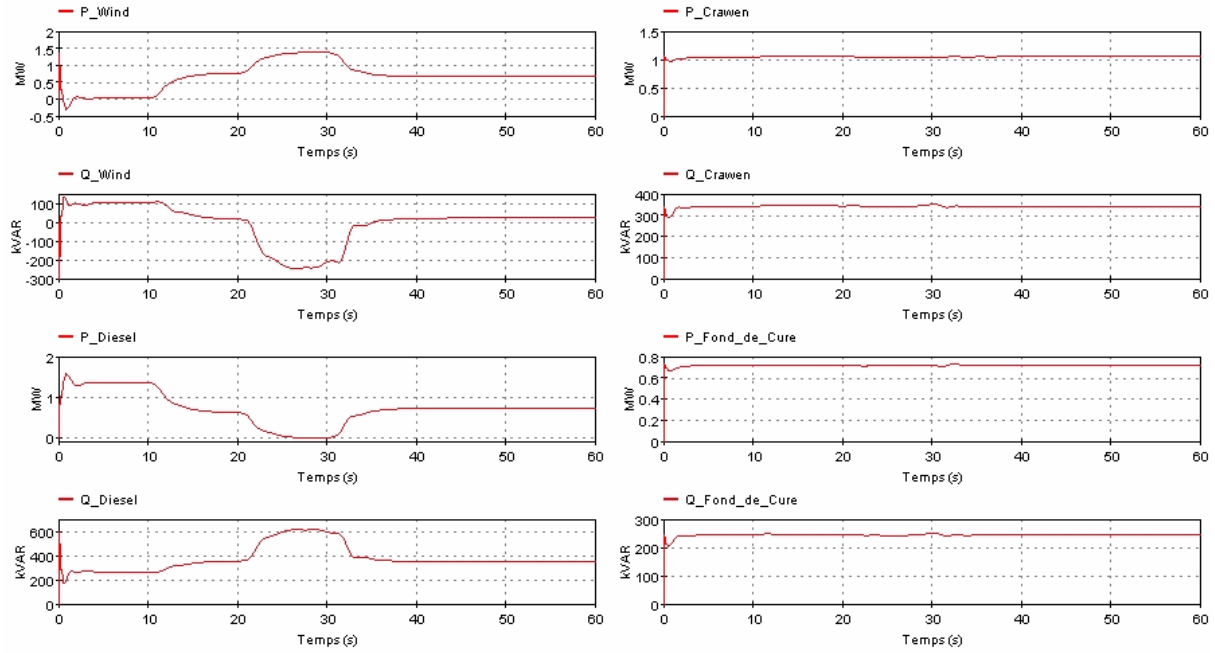 P_Wind
2
1.5
1
0.5
0
-0.5
MW
0 10 20 30 40 50 60
Temps (s)
P_Crawen
1.5
1
0.5
0
MW
0 10 20 30 40 50 60
Temps (s)
Q_Wind
100
0
-100
-200
-300
kVAR
0 10 20 30 40 50 60
Temps (s)
Q_Crawen
400
300
200
100
0
kVAR
0 10 20 30 40 50 60
Temps (s)
P_Diesel
2
1
0
MW
0 10 20 30 40 50 60
Temps (s)
P_Fond_de_Cure
0.8
0.6
0.4
0.2
0
MW
0 10 20 30 40 50 60
Temps (s)
Q_Diesel
600
400
200
0
kVAR
0 10 20 30 40 50 60
Temps (s)
Q_Fond_de_Cure
300
200
100
0
kVAR
0 10 20 30 40 50 60
Temps (s)